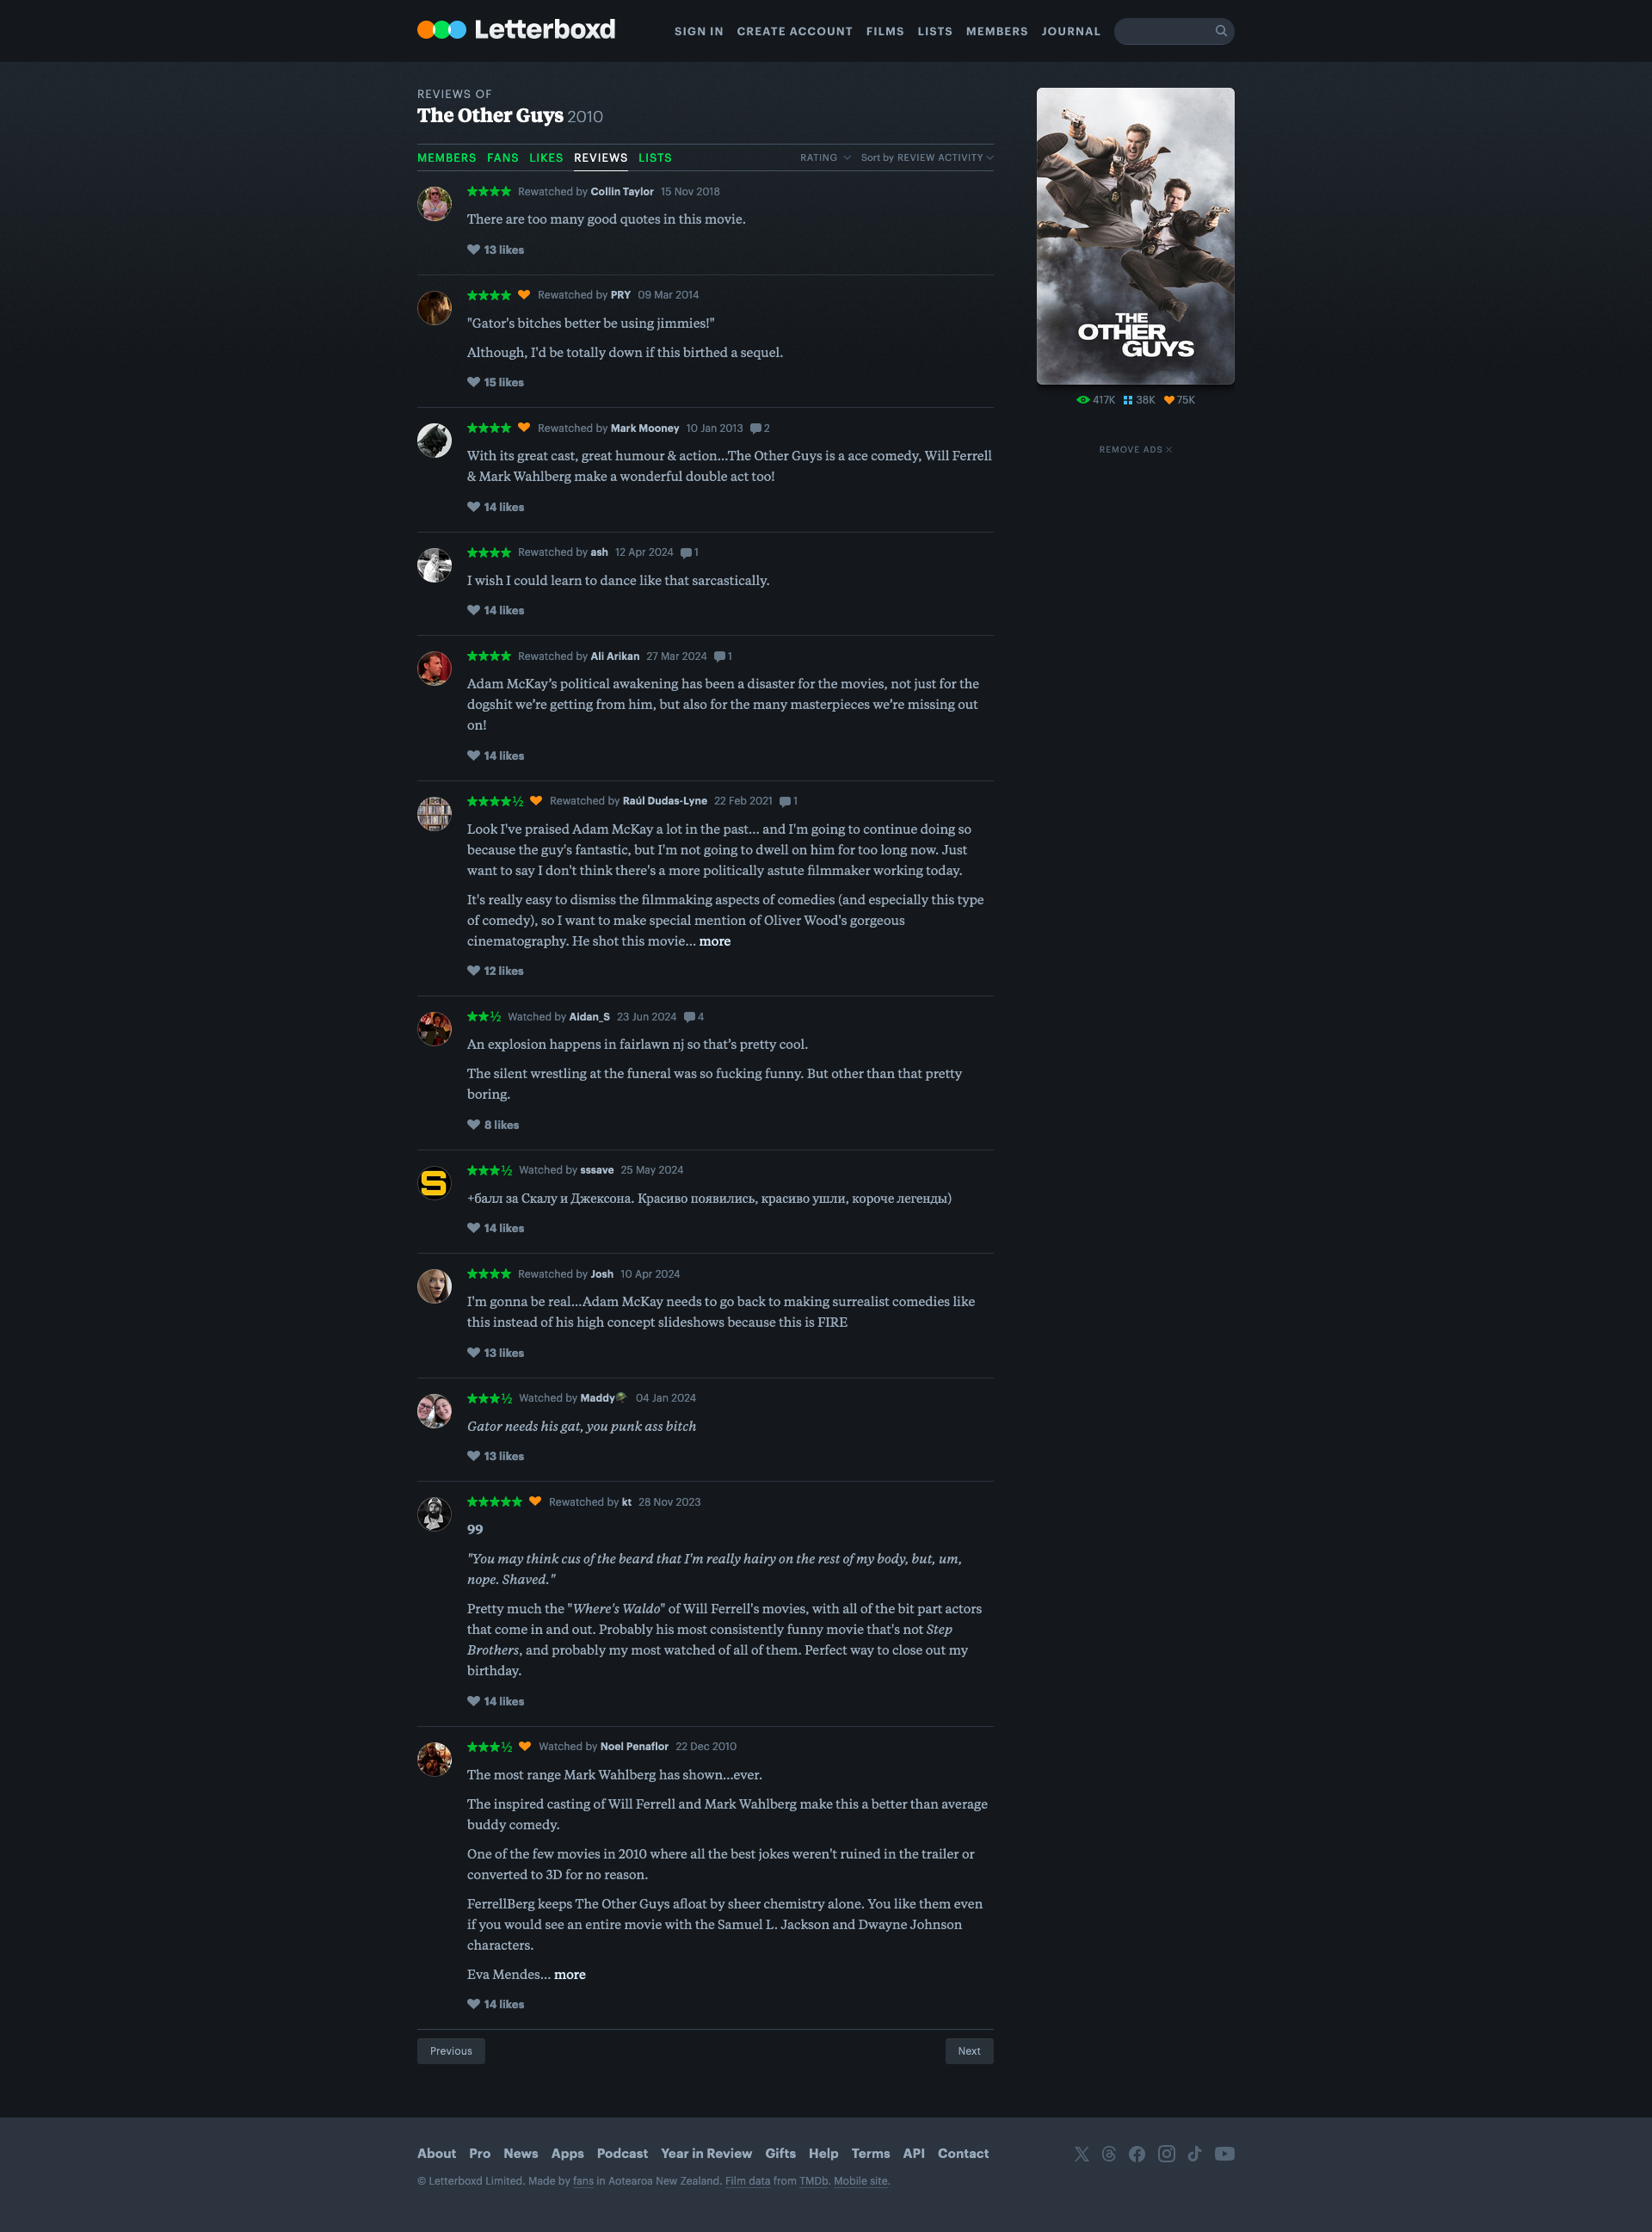 Letterboxd
SIGN IN CREATE ACCOUNT FILMS LISTS MEMBERS JOURNAL
REVIEWS OF
The Other Guys 2010
MEMBERS FANS LIKES REVIEWS LISTS
RATING Sort by REVIEW ACTIVITY
★★★★ Rewatched by Collin Taylor 15 Nov 2018
There are too many good quotes in this movie.
13 likes
★★★★ Rewatched by PRY 09 Mar 2014
"Gator's bitches better be using jimmies!"
Although, I'd be totally down if this birthed a sequel.
15 likes
★★★★ Rewatched by Mark Mooney 10 Jan 2013 2
With its great cast, great humour & action...The Other Guys is a ace comedy, Will Ferrell
& Mark Wahlberg make a wonderful double act too!
14 likes
★★★★ Rewatched by ash 12 Apr 2024 1
I wish I could learn to dance like that sarcastically.
14 likes
★★★★ Rewatched by Ali Arikan 27 Mar 2024 1
Adam McKay’s political awakening has been a disaster for the movies, not just for the
dogshit we’re getting from him, but also for the many masterpieces we’re missing out
on!
14 likes
★★★★½ Rewatched by Raúl Dudas-Lyne 22 Feb 2021 1
Look I've praised Adam McKay a lot in the past... and I'm going to continue doing so
because the guy's fantastic, but I'm not going to dwell on him for too long now. Just
want to say I don't think there's a more politically astute filmmaker working today.
It's really easy to dismiss the filmmaking aspects of comedies (and especially this type
of comedy), so I want to make special mention of Oliver Wood's gorgeous
cinematography. He shot this movie... more
12 likes
★★½ Watched by Aidan_S 23 Jun 2024 4
An explosion happens in fairlawn nj so that’s pretty cool.
The silent wrestling at the funeral was so fucking funny. But other than that pretty
boring.
8 likes
★★★½ Watched by sssave 25 May 2024
+балл за Скалу и Джексона. Красиво появились, красиво ушли, короче легенды)
14 likes
★★★★ Rewatched by Josh 10 Apr 2024
I'm gonna be real...Adam McKay needs to go back to making surrealist comedies like
this instead of his high concept slideshows because this is FIRE
13 likes
★★★½ Watched by Maddy 04 Jan 2024
Gator needs his gat, you punk ass bitch
13 likes
★★★★★ Rewatched by kt 28 Nov 2023
99
"You may think cus of the beard that I'm really hairy on the rest of my body, but, um,
nope. Shaved."
Pretty much the "Where's Waldo" of Will Ferrell's movies, with all of the bit part actors
that come in and out. Probably his most consistently funny movie that's not Step
Brothers, and probably my most watched of all of them. Perfect way to close out my
birthday.
14 likes
★★★½ Watched by Noel Penaflor 22 Dec 2010
The most range Mark Wahlberg has shown...ever.
The inspired casting of Will Ferrell and Mark Wahlberg make this a better than average
buddy comedy.
One of the few movies in 2010 where all the best jokes weren't ruined in the trailer or
converted to 3D for no reason.
FerrellBerg keeps The Other Guys afloat by sheer chemistry alone. You like them even
if you would see an entire movie with the Samuel L. Jackson and Dwayne Johnson
characters.
Eva Mendes... more
14 likes
Previous Next
THE
OTHER
GUYS
417K 38K 75K
REMOVE ADS
About Pro News Apps Podcast Year in Review Gifts Help Terms API Contact
© Letterboxd Limited. Made by fans in Aotearoa New Zealand. Film data from TMDb. Mobile site.